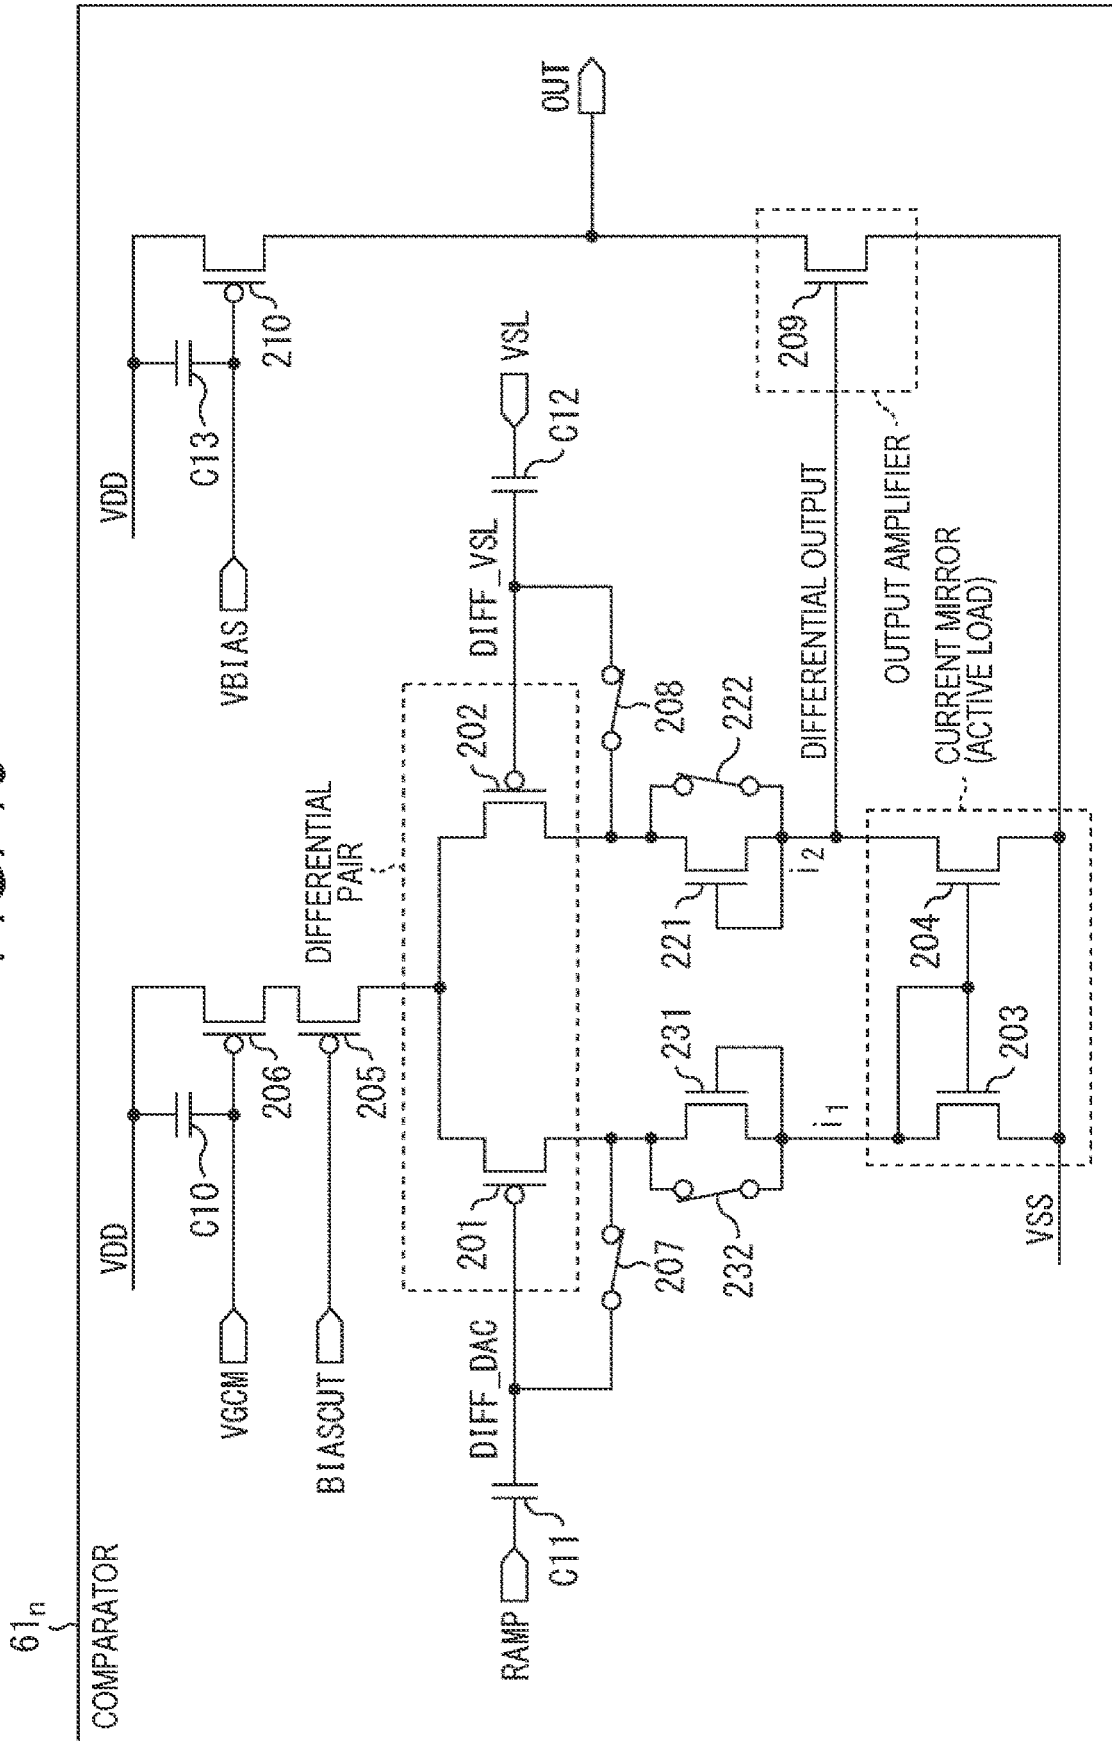 61n
COMPARATOR
VDD
VDD
C10
C13
VGCM
206
VBIAS
210
OUT
BIASCUT
205
DIFFERENTIAL
PAIR
RAMP
C11
DIFF_DAC
201
202
DIFF_VSL
VSL
C12
207
208
232
231
221
222
i1
i2
DIFFERENTIAL OUTPUT
209
OUTPUT AMPLIFIER
CURRENT MIRROR
(ACTIVE LOAD)
203
204
VSS